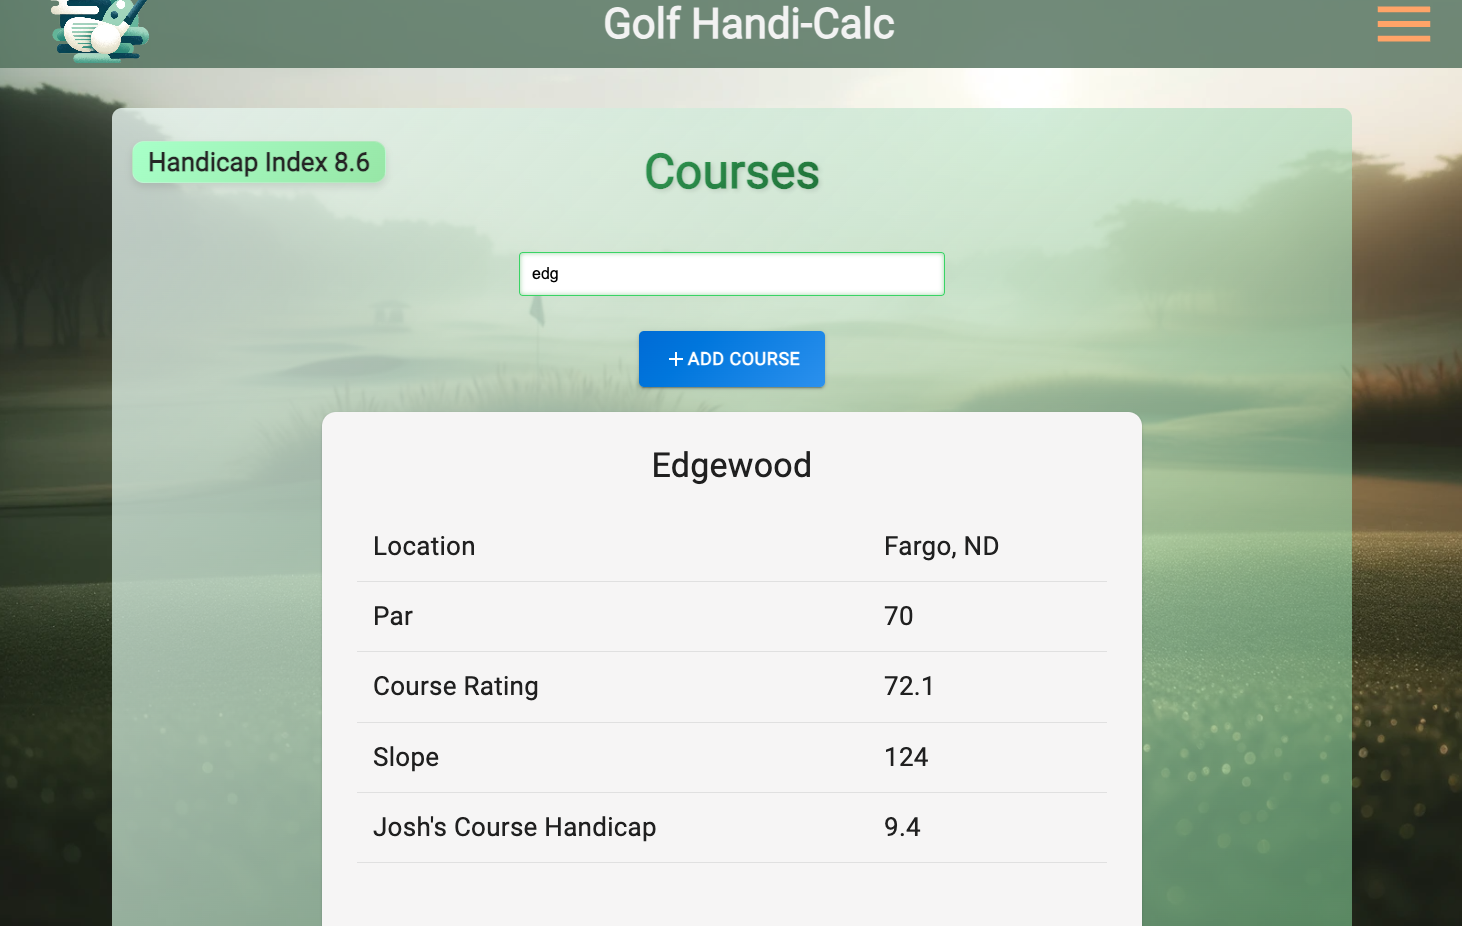 Golf Handi-Calc
Handicap Index 8.6
Courses
edg
+ ADD COURSE
Edgewood
Location Fargo, ND
Par 70
Course Rating 72.1
Slope 124
Josh's Course Handicap 9.4